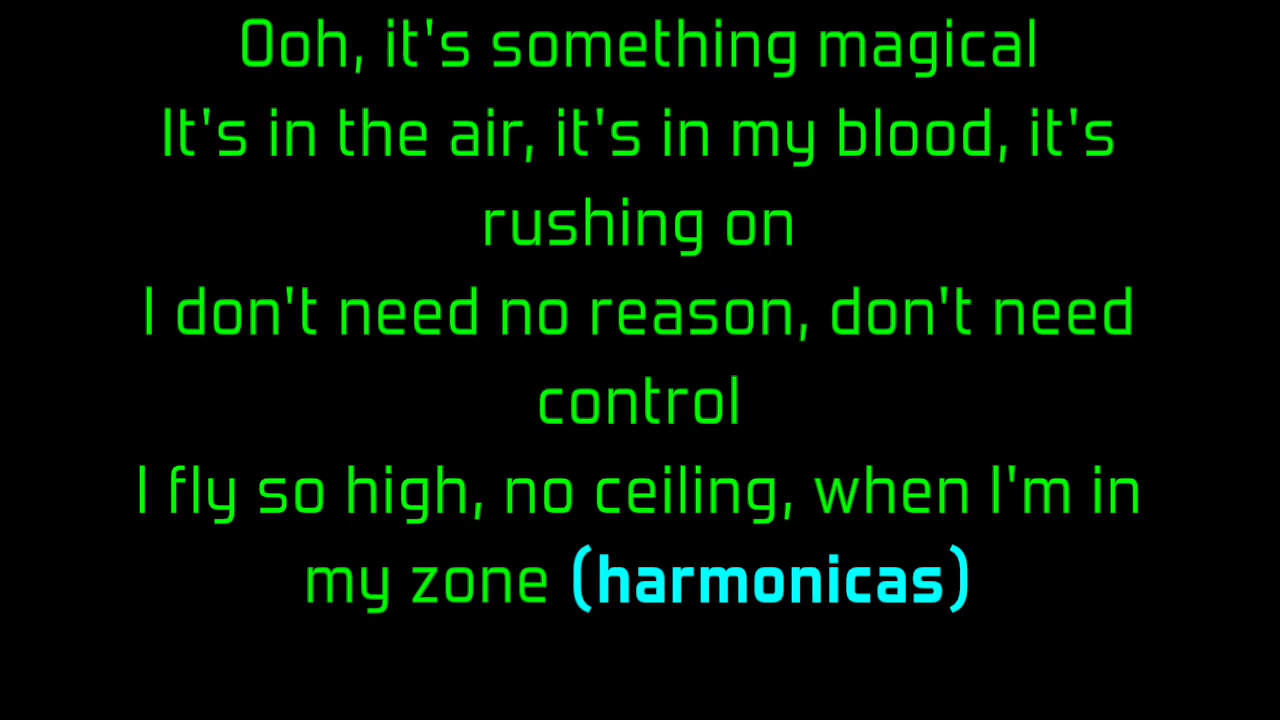 Ooh, it's something magical
It's in the air, it's in my blood, it's
rushing on
I don't need no reason, don't need
control
I fly so high, no ceiling, when I'm in
my zone (harmonicas)